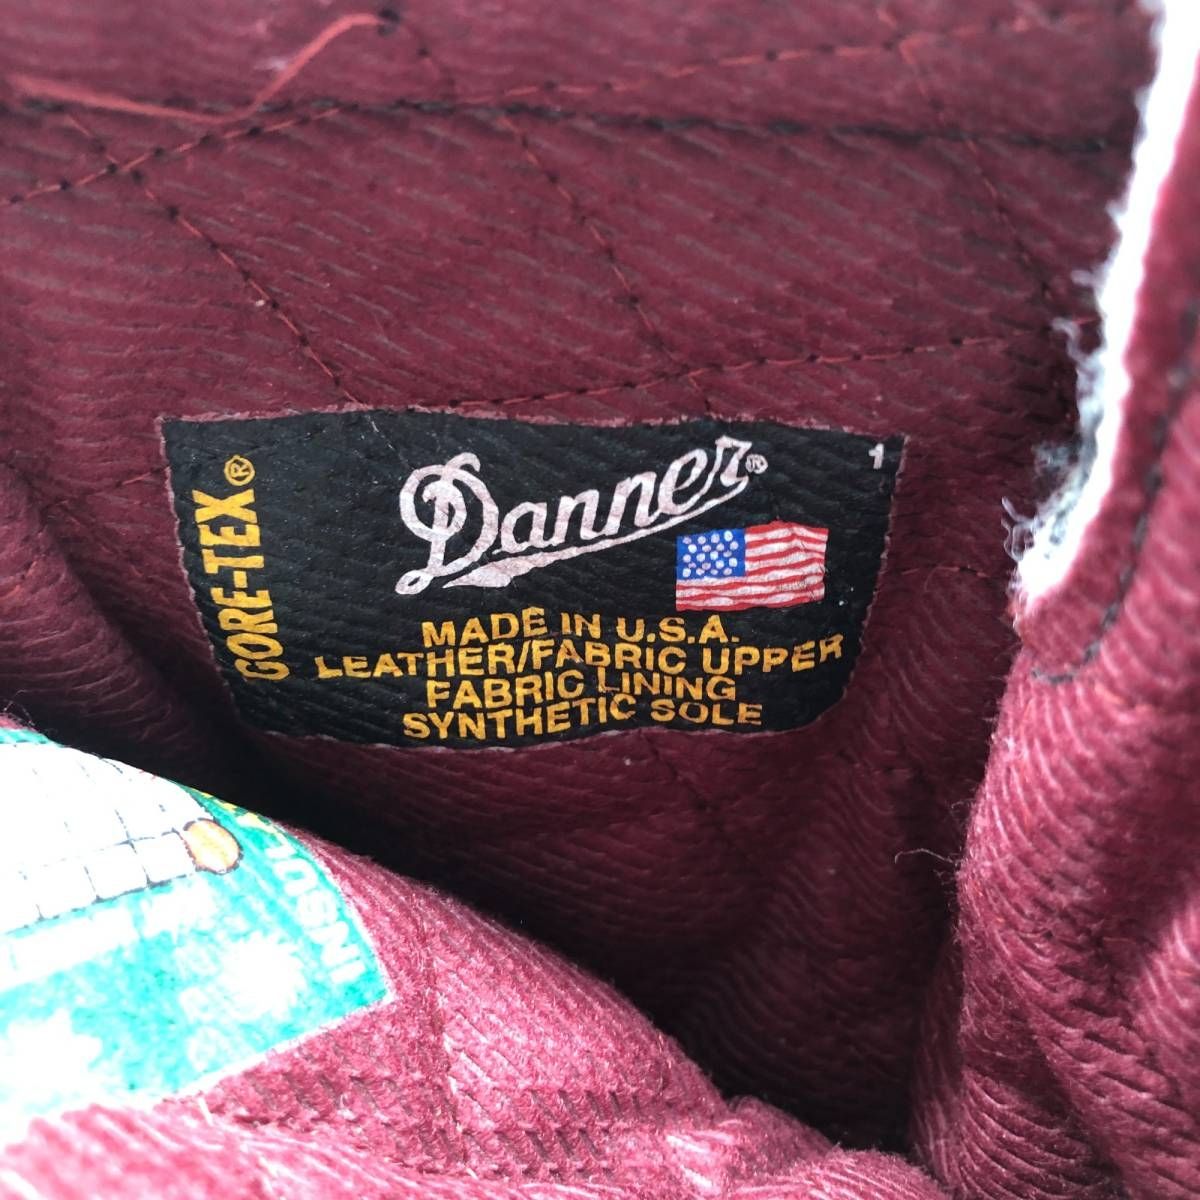 Danner®
1
GORE-TEX®
MADE IN U.S.A.
LEATHER/FABRIC UPPER
FABRIC LINING
SYNTHETIC SOLE